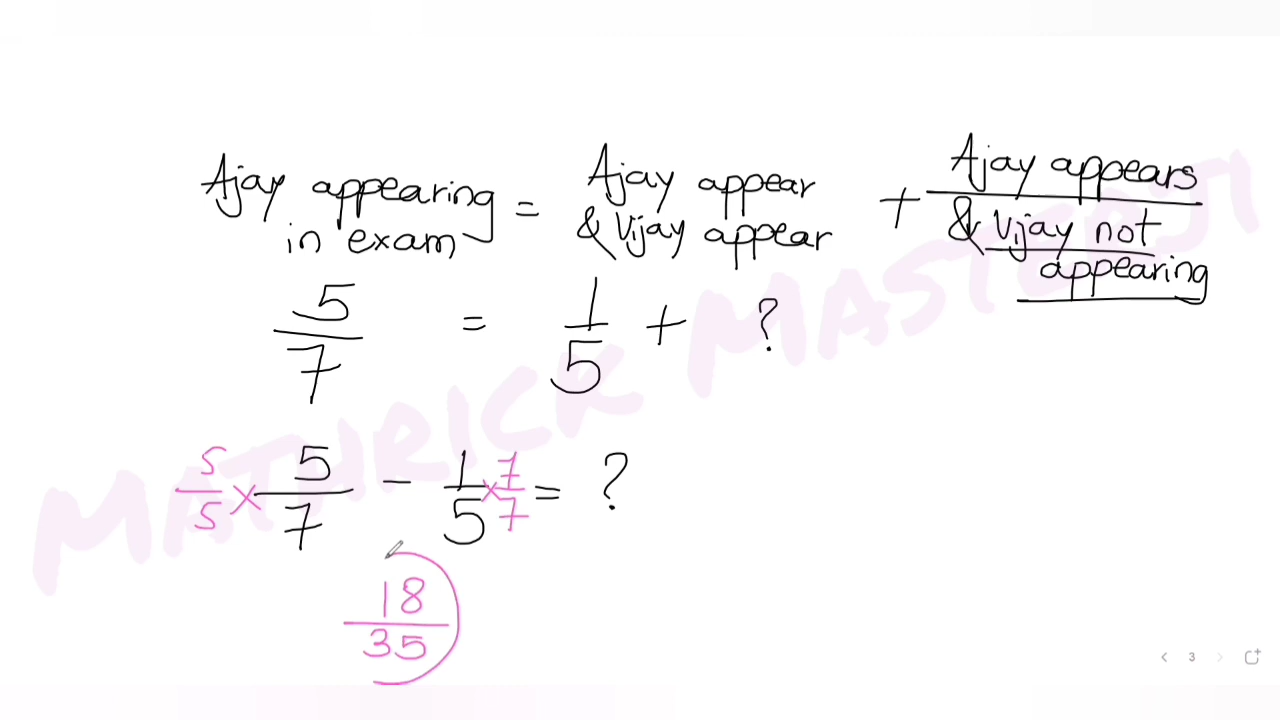 Ajay appearing in exam = Ajay appear & Vijay appear + Ajay appears & Vijay not appearing
5/7 = 1/5 + ?
5/5 × 5/7 - 1/5 × 7/7 = ?
18/35
MATHRICK MASTERJI
< 3 >